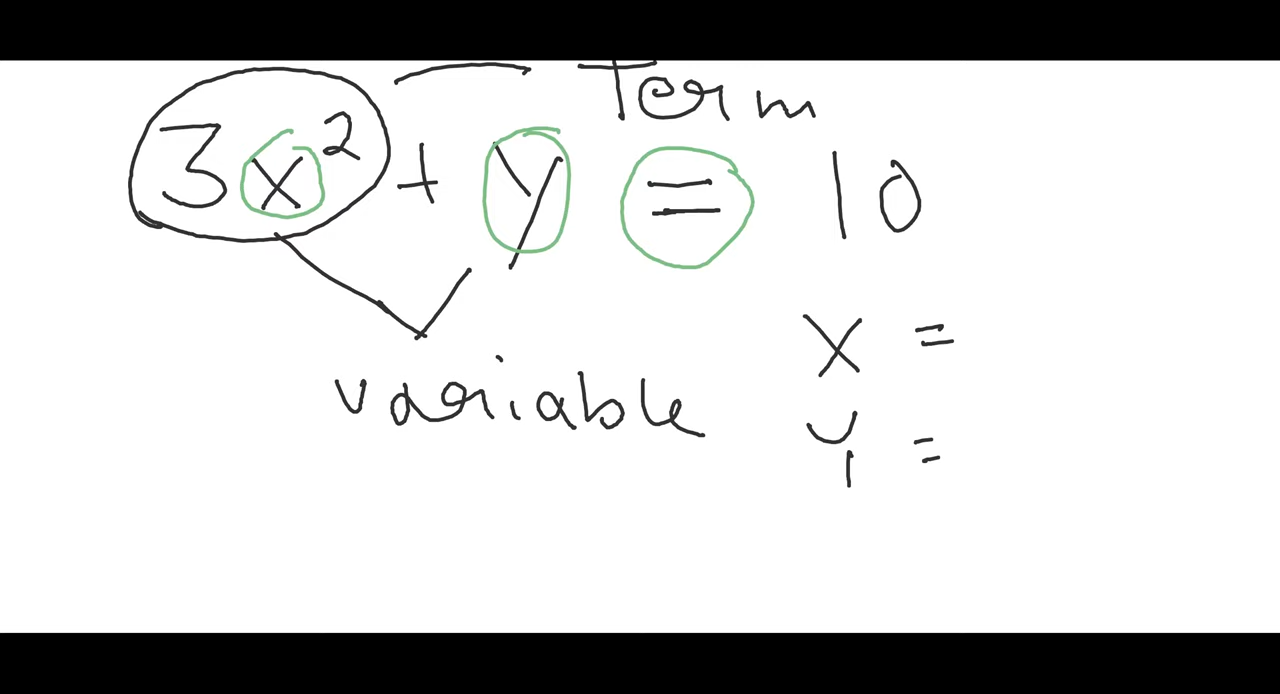 Term
3x² + y = 10
x =
variable
y =